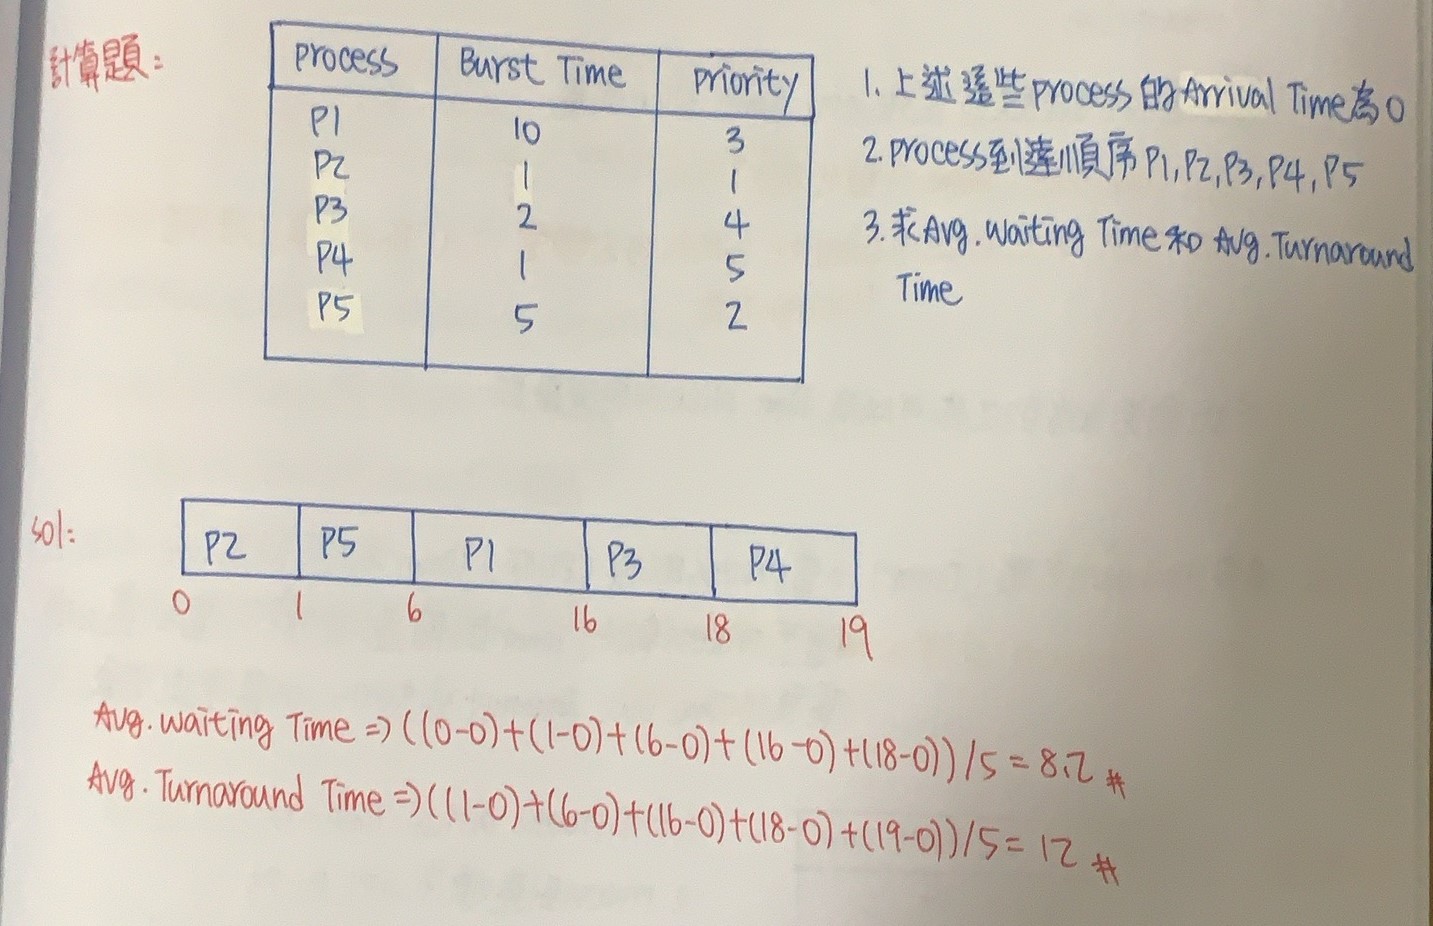 計算題:
Process Burst Time Priority
P1 10 3
P2 1 1
P3 2 4
P4 1 5
P5 5 2
1. 上述這些process的Arrival Time為0
2. process到達順序P1, P2, P3, P4, P5
3. 求Avg. Waiting Time和Avg. Turnaround
Time
sol:
P2 P5 P1 P3 P4
0 1 6 16 18 19
Avg. Waiting Time => ((0-0)+(1-0)+(6-0)+(16-0)+(18-0))/5 = 8.2 #
Avg. Turnaround Time => ((1-0)+(6-0)+(16-0)+(18-0)+(19-0))/5 = 12 #